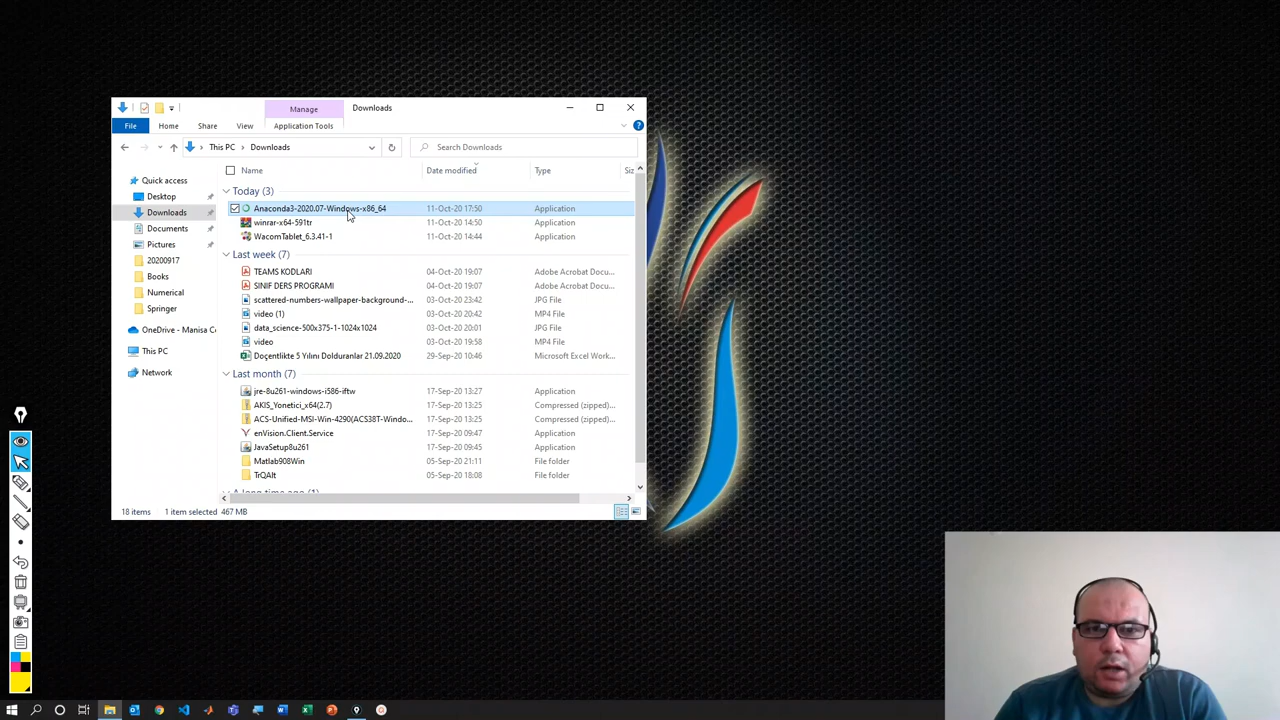 Manage
Downloads
File
Home
Share
View
Application Tools
This PC
Downloads
Search Downloads
Name
Date modified
Type
Siz
Quick access
Desktop
Downloads
Documents
Pictures
20200917
Books
Numerical
Springer
OneDrive - Manisa C
This PC
Network
Today (3)
Anaconda3-2020.07-Windows-x86_64 11-Oct-20 17:50 Application
winrar-x64-591tr 11-Oct-20 14:50 Application
WacomTablet_6.3.41-1 11-Oct-20 14:44 Application
Last week (7)
TEAMS KODLARI 04-Oct-20 19:07 Adobe Acrobat Docu...
SINIF DERS PROGRAMI 04-Oct-20 19:07 Adobe Acrobat Docu...
scattered-numbers-wallpaper-background-... 03-Oct-20 23:42 JPG File
video (1) 03-Oct-20 20:42 MP4 File
data_science-500x375-1-1024x1024 03-Oct-20 20:01 JPG File
video 03-Oct-20 19:58 MP4 File
Doçentlikte 5 Yılını Dolduranlar 21.09.2020 29-Sep-20 10:46 Microsoft Excel Work...
Last month (7)
jre-8u261-windows-i586-iftw 17-Sep-20 13:27 Application
AKIS_Yonetici_x64(2.7) 17-Sep-20 13:25 Compressed (zipped)...
ACS-Unified-MSI-Win-4290(ACS38T-Windo... 17-Sep-20 13:25 Compressed (zipped)...
enVision.Client.Service 17-Sep-20 09:47 Application
JavaSetup8u261 17-Sep-20 09:45 Application
Matlab908Win 05-Sep-20 21:11 File folder
TrQAlt 05-Sep-20 18:08 File folder
18 items
1 item selected 467 MB